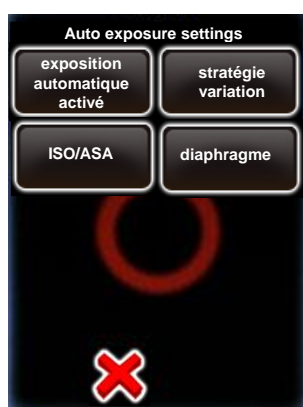 Auto exposure settings
exposition
automatique
activé
stratégie
variation
ISO/ASA
diaphragme